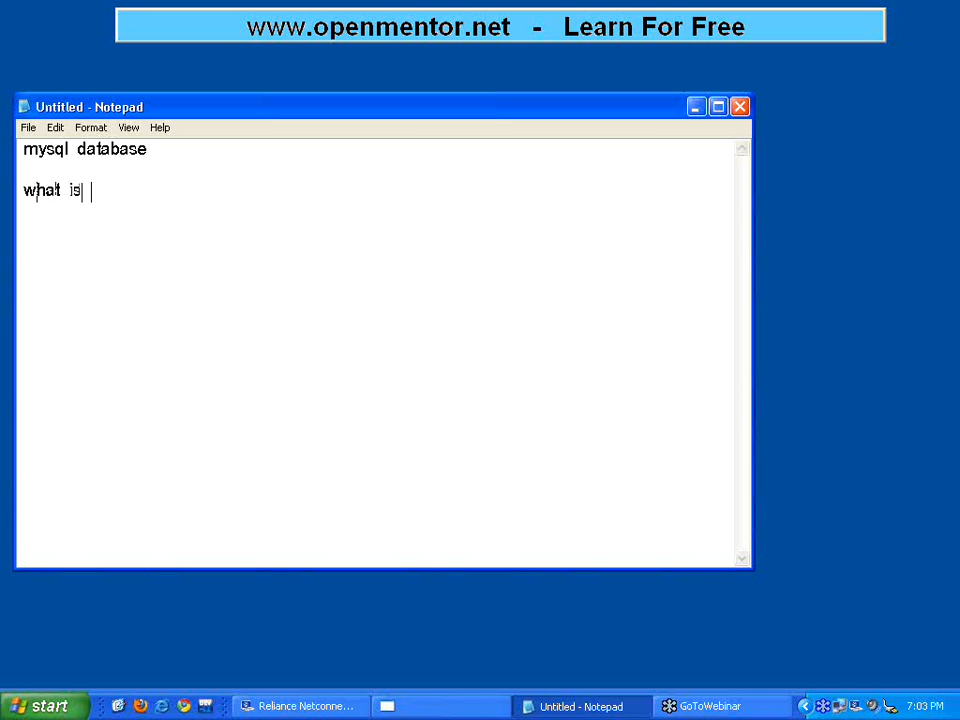 www.openmentor.net - Learn For Free
Untitled - Notepad
File Edit Format View Help
mysql database
what is
start
Reliance Netconne...
Untitled - Notepad
GoToWebinar
7:03 PM